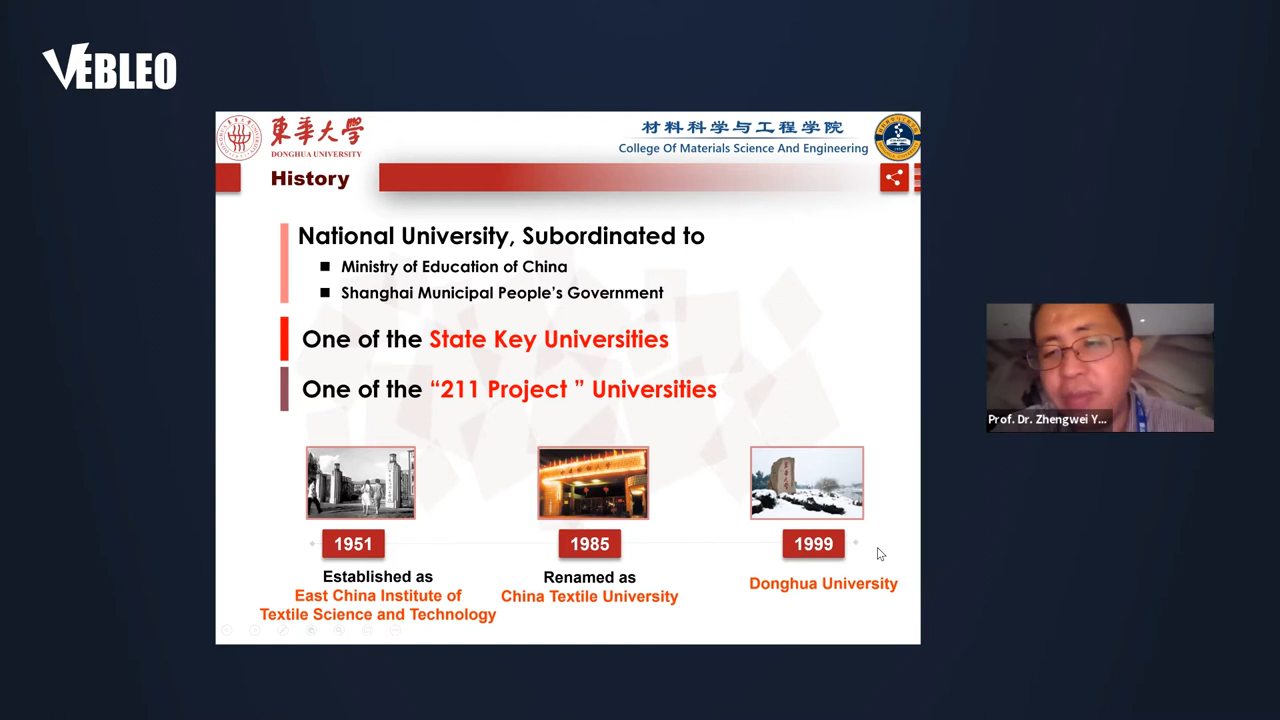 VEBLEO
東華大學
DONGHUA UNIVERSITY
材料科学与工程学院
College Of Materials Science And Engineering
History
National University, Subordinated to
■ Ministry of Education of China
■ Shanghai Municipal People's Government
One of the State Key Universities
One of the “211 Project ” Universities
1951
1985
1999
Established as
East China Institute of
Textile Science and Technology
Renamed as
China Textile University
Donghua University
Prof. Dr. Zhengwei Y...